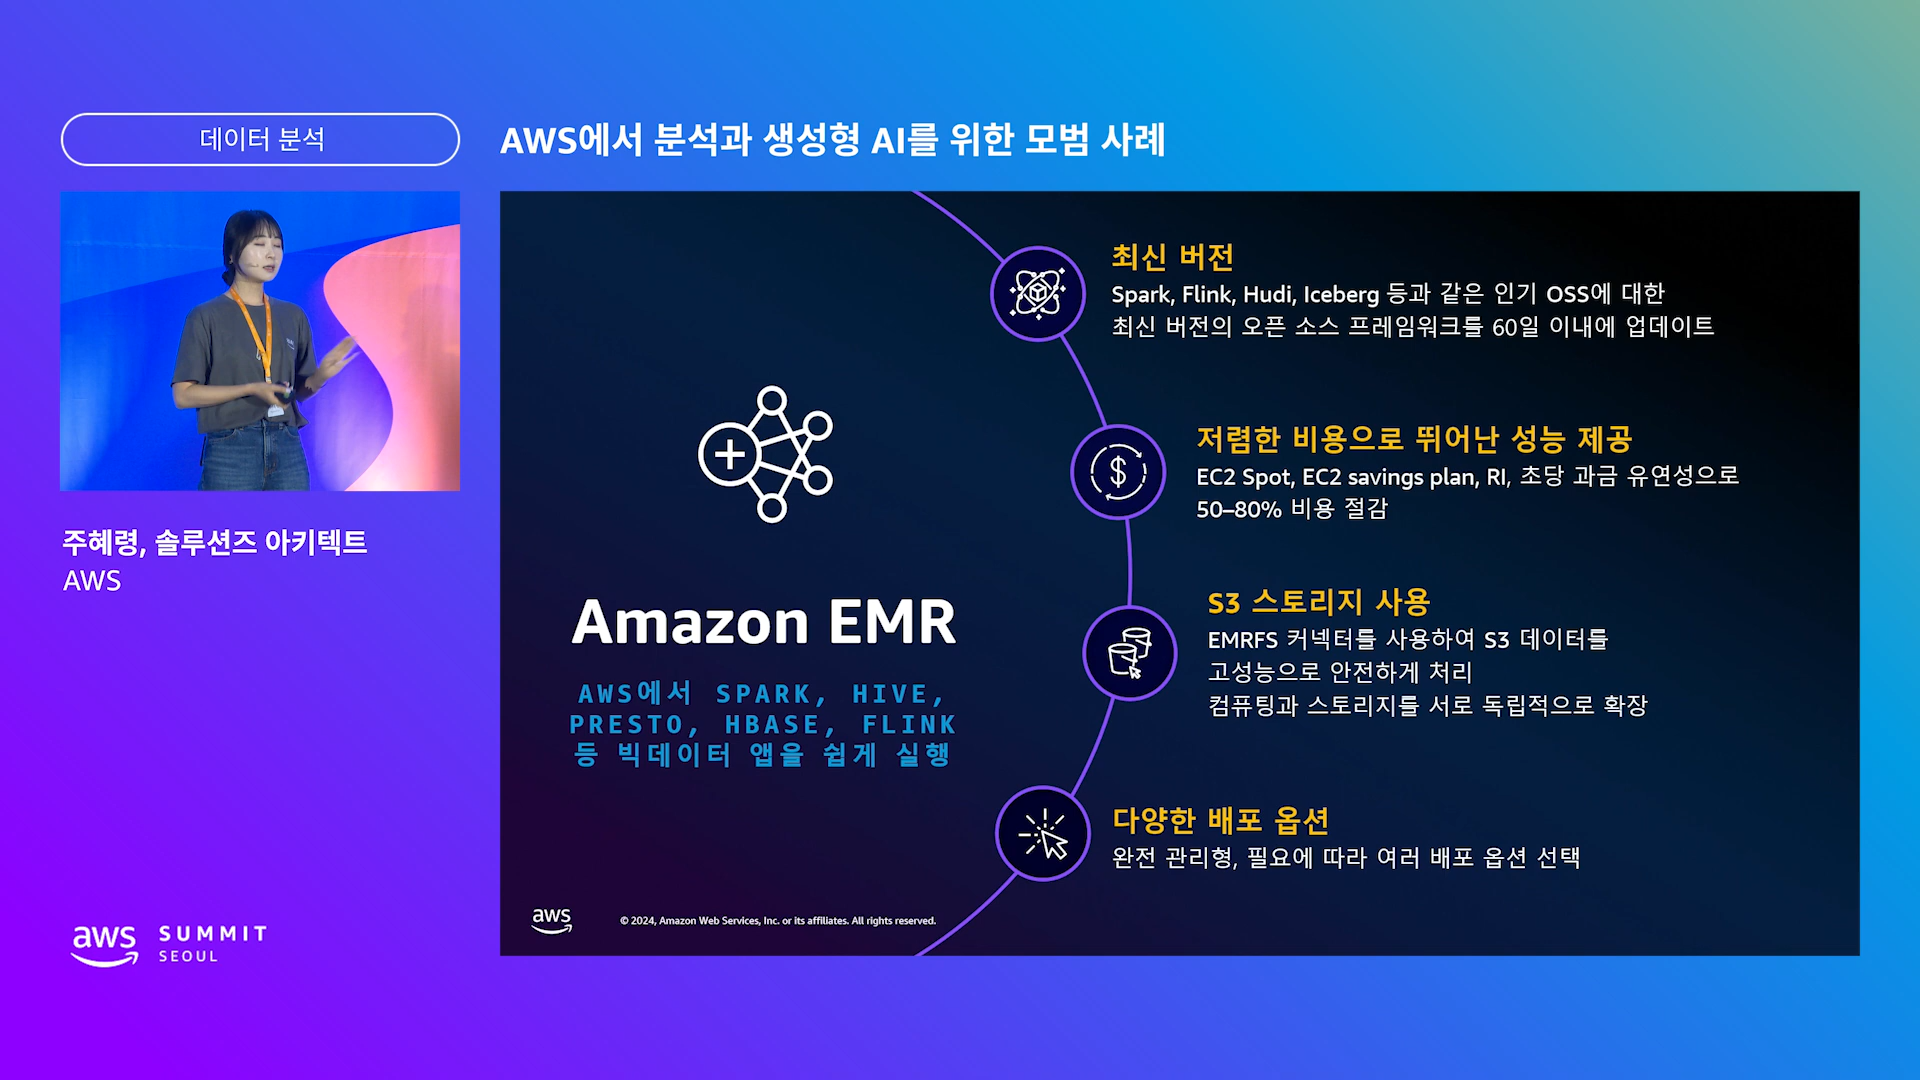 데이터 분석
AWS에서 분석과 생성형 AI를 위한 모범 사례
주혜령, 솔루션즈 아키텍트
AWS
aws SUMMIT
SEOUL
Amazon EMR
AWS에서 SPARK, HIVE,
PRESTO, HBASE, FLINK
등 빅데이터 앱을 쉽게 실행
최신 버전
Spark, Flink, Hudi, Iceberg 등과 같은 인기 OSS에 대한
최신 버전의 오픈 소스 프레임워크를 60일 이내에 업데이트
저렴한 비용으로 뛰어난 성능 제공
EC2 Spot, EC2 savings plan, RI, 초당 과금 유연성으로
50–80% 비용 절감
S3 스토리지 사용
EMRFS 커넥터를 사용하여 S3 데이터를
고성능으로 안전하게 처리
컴퓨팅과 스토리지를 서로 독립적으로 확장
다양한 배포 옵션
완전 관리형, 필요에 따라 여러 배포 옵션 선택
aws
© 2024, Amazon Web Services, Inc. or its affiliates. All rights reserved.